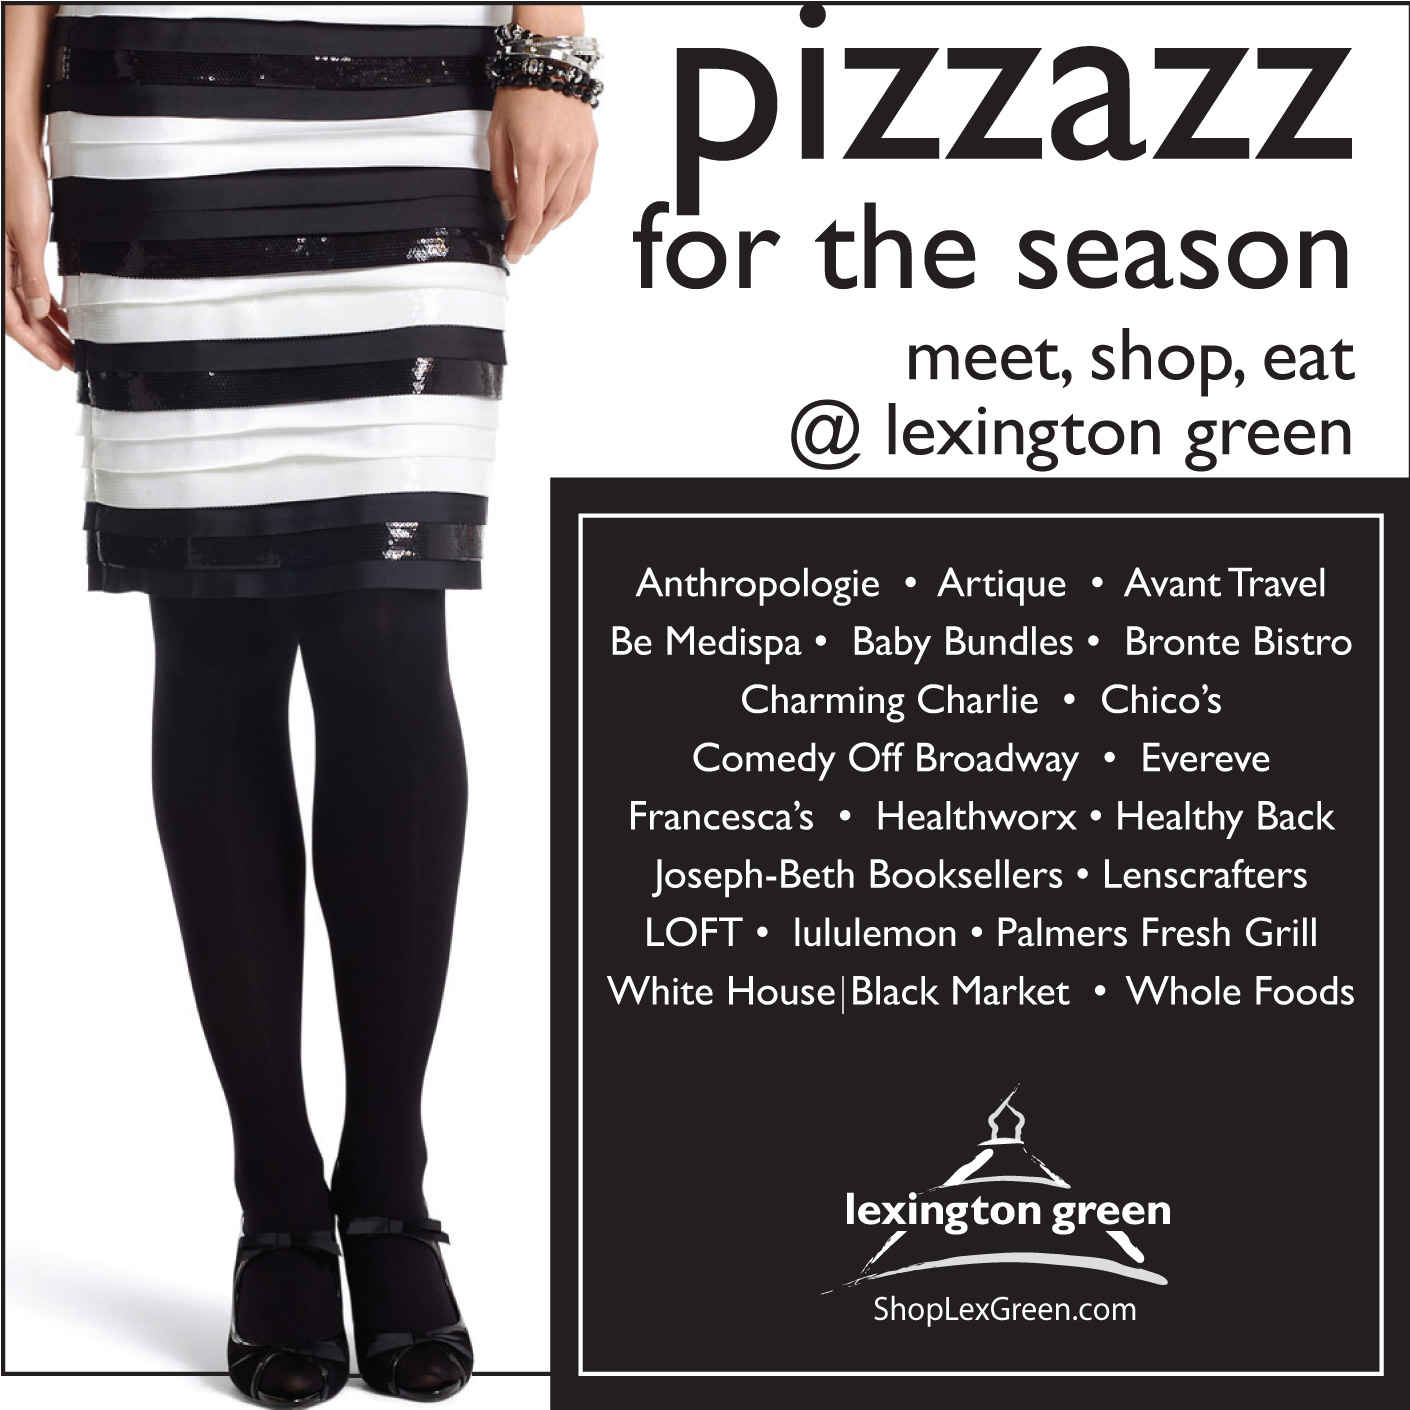 pizzazz
for the season
meet, shop, eat
@ lexington green
Anthropologie • Artique • Avant Travel
Be Medispa • Baby Bundles • Bronte Bistro
Charming Charlie • Chico’s
Comedy Off Broadway • Evereve
Francesca’s • Healthworx • Healthy Back
Joseph-Beth Booksellers • Lenscrafters
LOFT • lululemon • Palmers Fresh Grill
White House|Black Market • Whole Foods
lexington green
ShopLexGreen.com